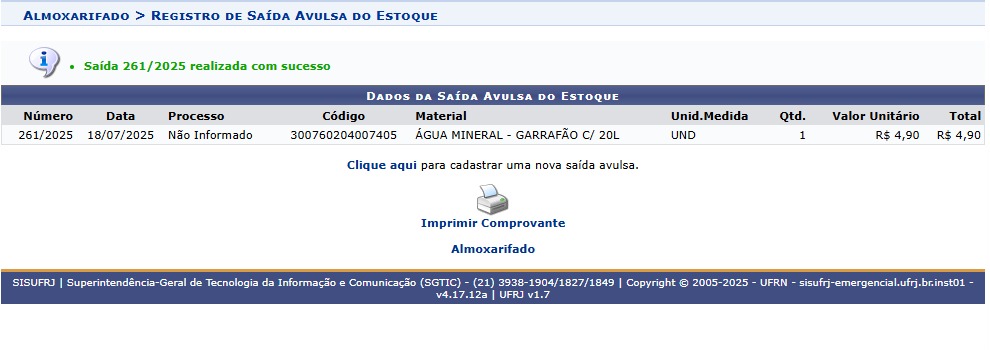 Almoxarifado > Registro de Saída Avulsa do Estoque
Saída 261/2025 realizada com sucesso
Dados da Saída Avulsa do Estoque
Número Data Processo Código Material Unid.Medida Qtd. Valor Unitário Total
261/2025 18/07/2025 Não Informado 300760204007405 ÁGUA MINERAL - GARRAFÃO C/ 20L UND 1 R$ 4,90 R$ 4,90
Clique aqui para cadastrar uma nova saída avulsa.
Imprimir Comprovante
Almoxarifado
SISUFRJ | Superintendência-Geral de Tecnologia da Informação e Comunicação (SGTIC) - (21) 3938-1904/1827/1849 | Copyright © 2005-2025 - UFRN - sisufrj-emergencial.ufrj.br.inst01 -
v4.17.12a | UFRJ v1.7